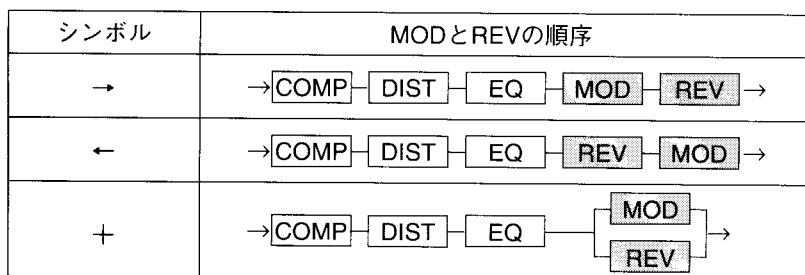 シンボル MODとREVの順序
→ →COMP DIST EQ MOD REV→
← →COMP DIST EQ REV MOD→
+ →COMP DIST EQ MOD REV→